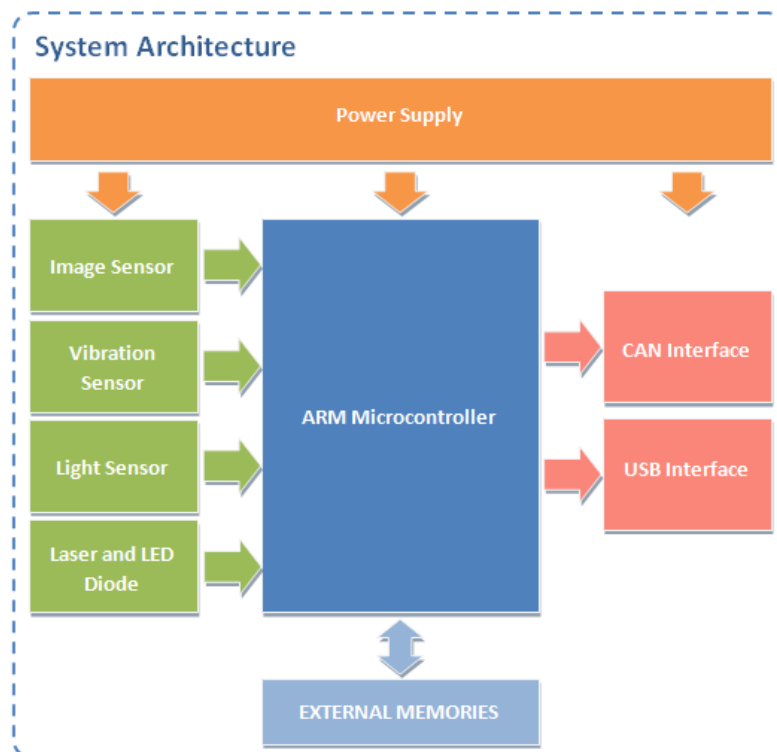 System Architecture
Power Supply
Image Sensor
Vibration
Sensor
Light Sensor
Laser and LED
Diode
ARM Microcontroller
CAN Interface
USB Interface
EXTERNAL MEMORIES